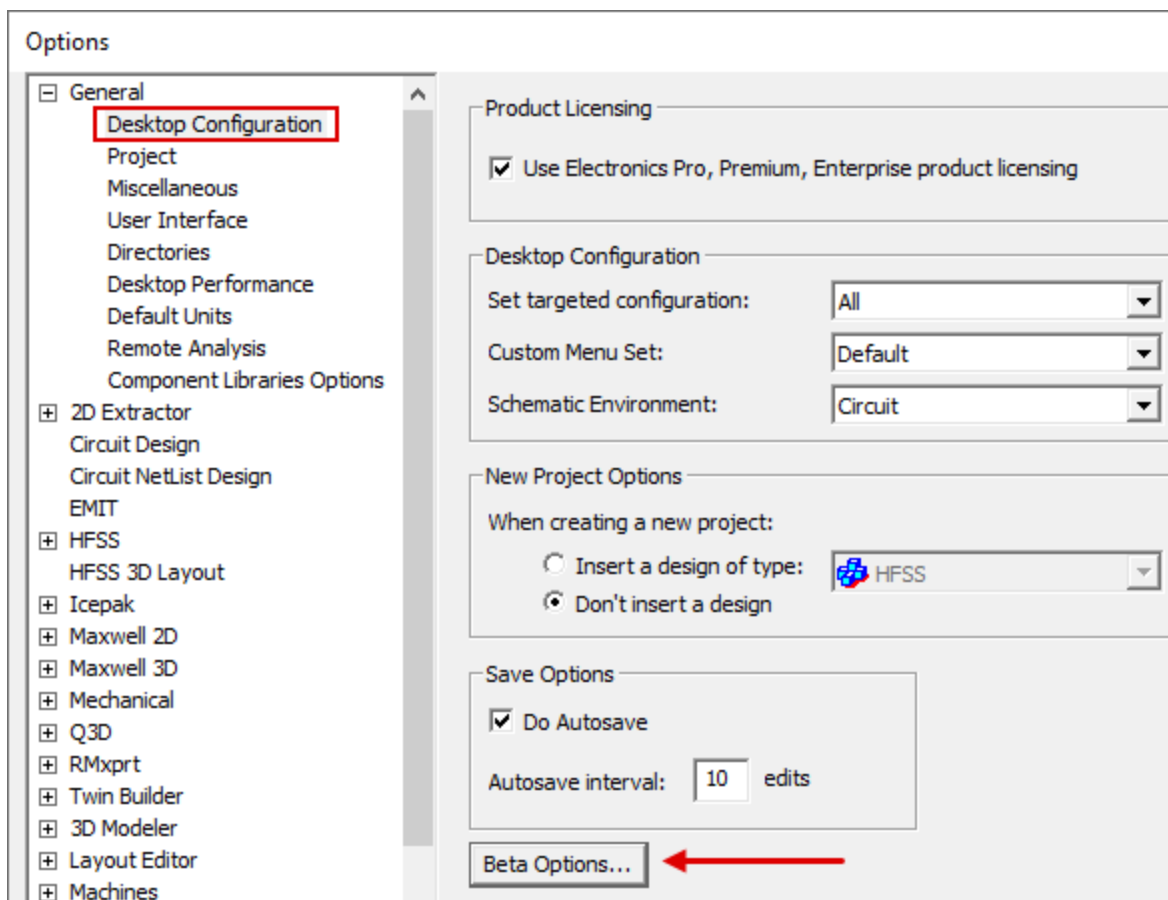 Options
General
Desktop Configuration
Project
Miscellaneous
User Interface
Directories
Desktop Performance
Default Units
Remote Analysis
Component Libraries Options
2D Extractor
Circuit Design
Circuit NetList Design
EMIT
HFSS
HFSS 3D Layout
Icepak
Maxwell 2D
Maxwell 3D
Mechanical
Q3D
RMxprt
Twin Builder
3D Modeler
Layout Editor
Machines
Product Licensing
Use Electronics Pro, Premium, Enterprise product licensing
Desktop Configuration
Set targeted configuration: All
Custom Menu Set: Default
Schematic Environment: Circuit
New Project Options
When creating a new project:
Insert a design of type: HFSS
Don't insert a design
Save Options
Do Autosave
Autosave interval: 10 edits
Beta Options...